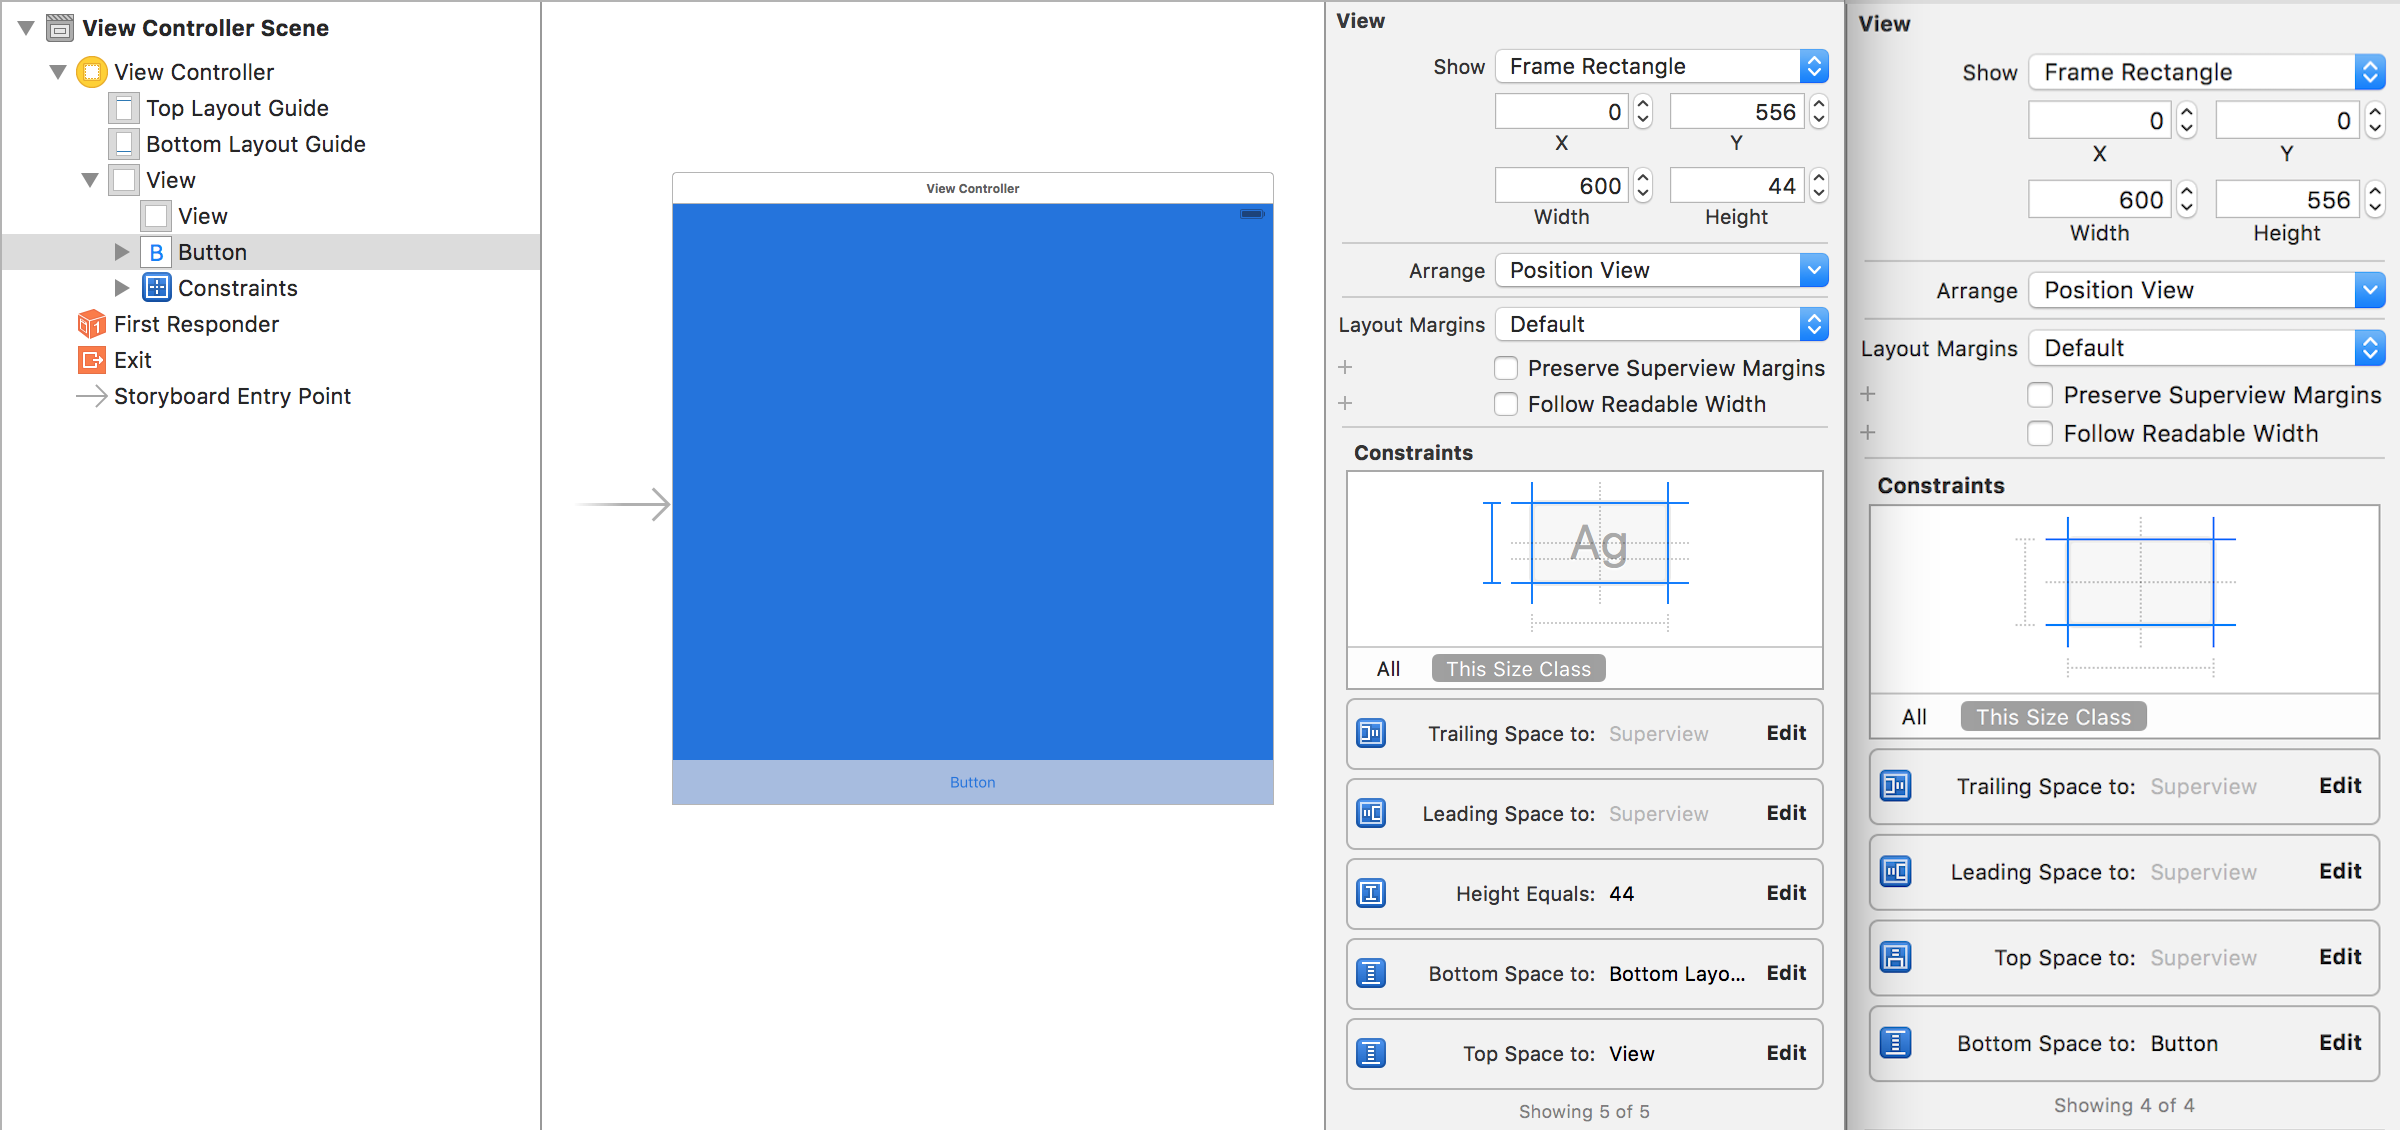 View Controller Scene
View Controller
Top Layout Guide
Bottom Layout Guide
View
View
B Button
Constraints
1 First Responder
Exit
Storyboard Entry Point
View Controller
Button
View
Show Frame Rectangle
0 556
X Y
600 44
Width Height
Arrange Position View
Layout Margins Default
+ Preserve Superview Margins
+ Follow Readable Width
Constraints
Ag
All This Size Class
Trailing Space to: Superview Edit
Leading Space to: Superview Edit
Height Equals: 44 Edit
Bottom Space to: Bottom Layo... Edit
Top Space to: View Edit
Showing 5 of 5
View
Show Frame Rectangle
0 0
X Y
600 556
Width Height
Arrange Position View
Layout Margins Default
+ Preserve Superview Margins
+ Follow Readable Width
Constraints
All This Size Class
Trailing Space to: Superview Edit
Leading Space to: Superview Edit
Top Space to: Superview Edit
Bottom Space to: Button Edit
Showing 4 of 4